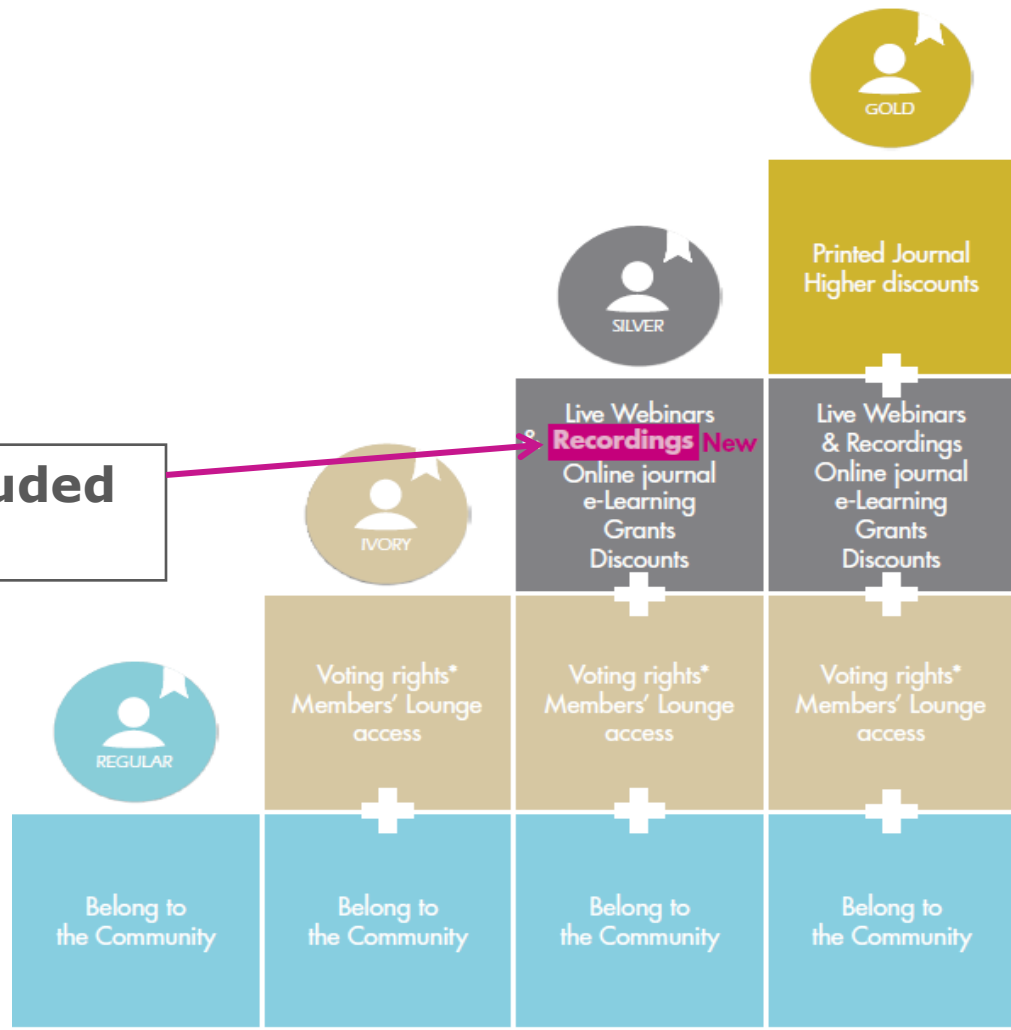 GOLD
Printed Journal
Higher discounts
SILVER
Live Webinars
& Recordings New
Online journal
e-Learning
Grants
Discounts
Live Webinars
& Recordings
Online journal
e-Learning
Grants
Discounts
IVORY
Voting rights*
Members' Lounge
access
Voting rights*
Members' Lounge
access
Voting rights*
Members' Lounge
access
REGULAR
Belong to
the Community
Belong to
the Community
Belong to
the Community
Belong to
the Community